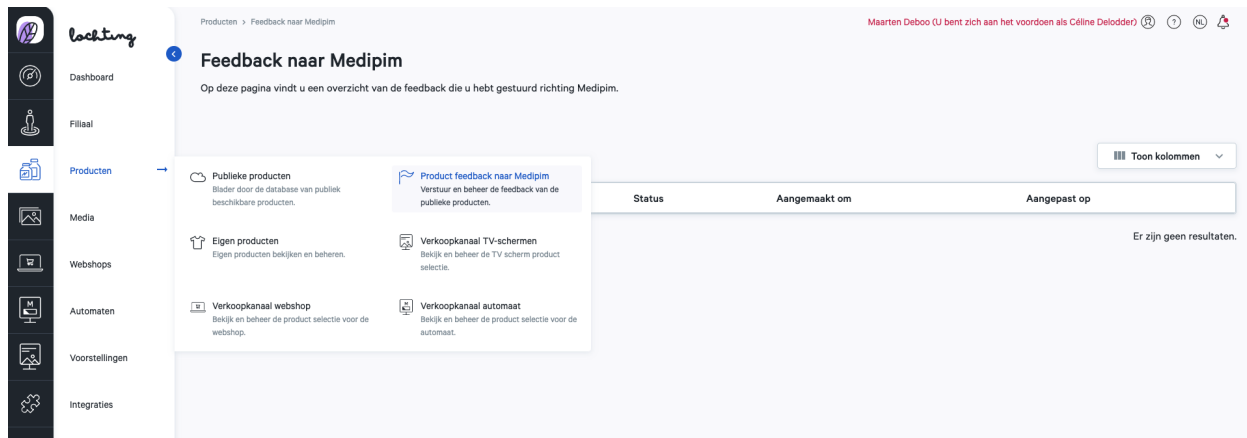 Producten > Feedback naar Medipim
Maarten Deboo (U bent zich aan het voordoen als Céline Delodder)
?
NL
lochting
Feedback naar Medipim
Op deze pagina vindt u een overzicht van de feedback die u hebt gestuurd richting Medipim.
Dashboard
Filiaal
Producten →
Media
Webshops
Automaten
Voorstellingen
Integraties
Toon kolommen
Status
Aangemaakt om
Aangepast op
Er zijn geen resultaten.
Publieke producten
Blader door de database van publiek
beschikbare producten.
Product feedback naar Medipim
Verstuur en beheer de feedback van de
publieke producten.
Eigen producten
Eigen producten bekijken en beheren.
Verkoopkanaal TV-schermen
Bekijk en beheer de TV scherm product
selectie.
Verkoopkanaal webshop
Bekijk en beheer de product selectie voor de
webshop.
M
Verkoopkanaal automaat
Bekijk en beheer de product selectie voor de
automaat.
M